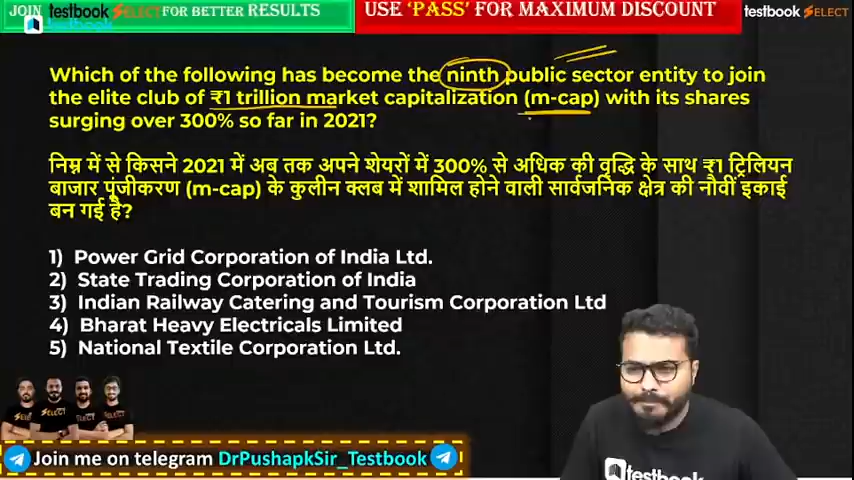 JOIN testbook SELECT FOR BETTER RESULTS
USE ‘PASS’ FOR MAXIMUM DISCOUNT
testbook SELECT
testbook
Which of the following has become the ninth public sector entity to join
the elite club of ₹1 trillion market capitalization (m-cap) with its shares
surging over 300% so far in 2021?
निम्न में से किसने 2021 में अब तक अपने शेयरों में 300% से अधिक की वृद्धि के साथ ₹1 ट्रिलियन
बाजार पूंजीकरण (m-cap) के कुलीन क्लब में शामिल होने वाली सार्वजनिक क्षेत्र की नौवीं इकाई
बन गई है?
1) Power Grid Corporation of India Ltd.
2) State Trading Corporation of India
3) Indian Railway Catering and Tourism Corporation Ltd
4) Bharat Heavy Electricals Limited
5) National Textile Corporation Ltd.
SELECT
Join me on telegram DrPushapkSir_Testbook
testbook